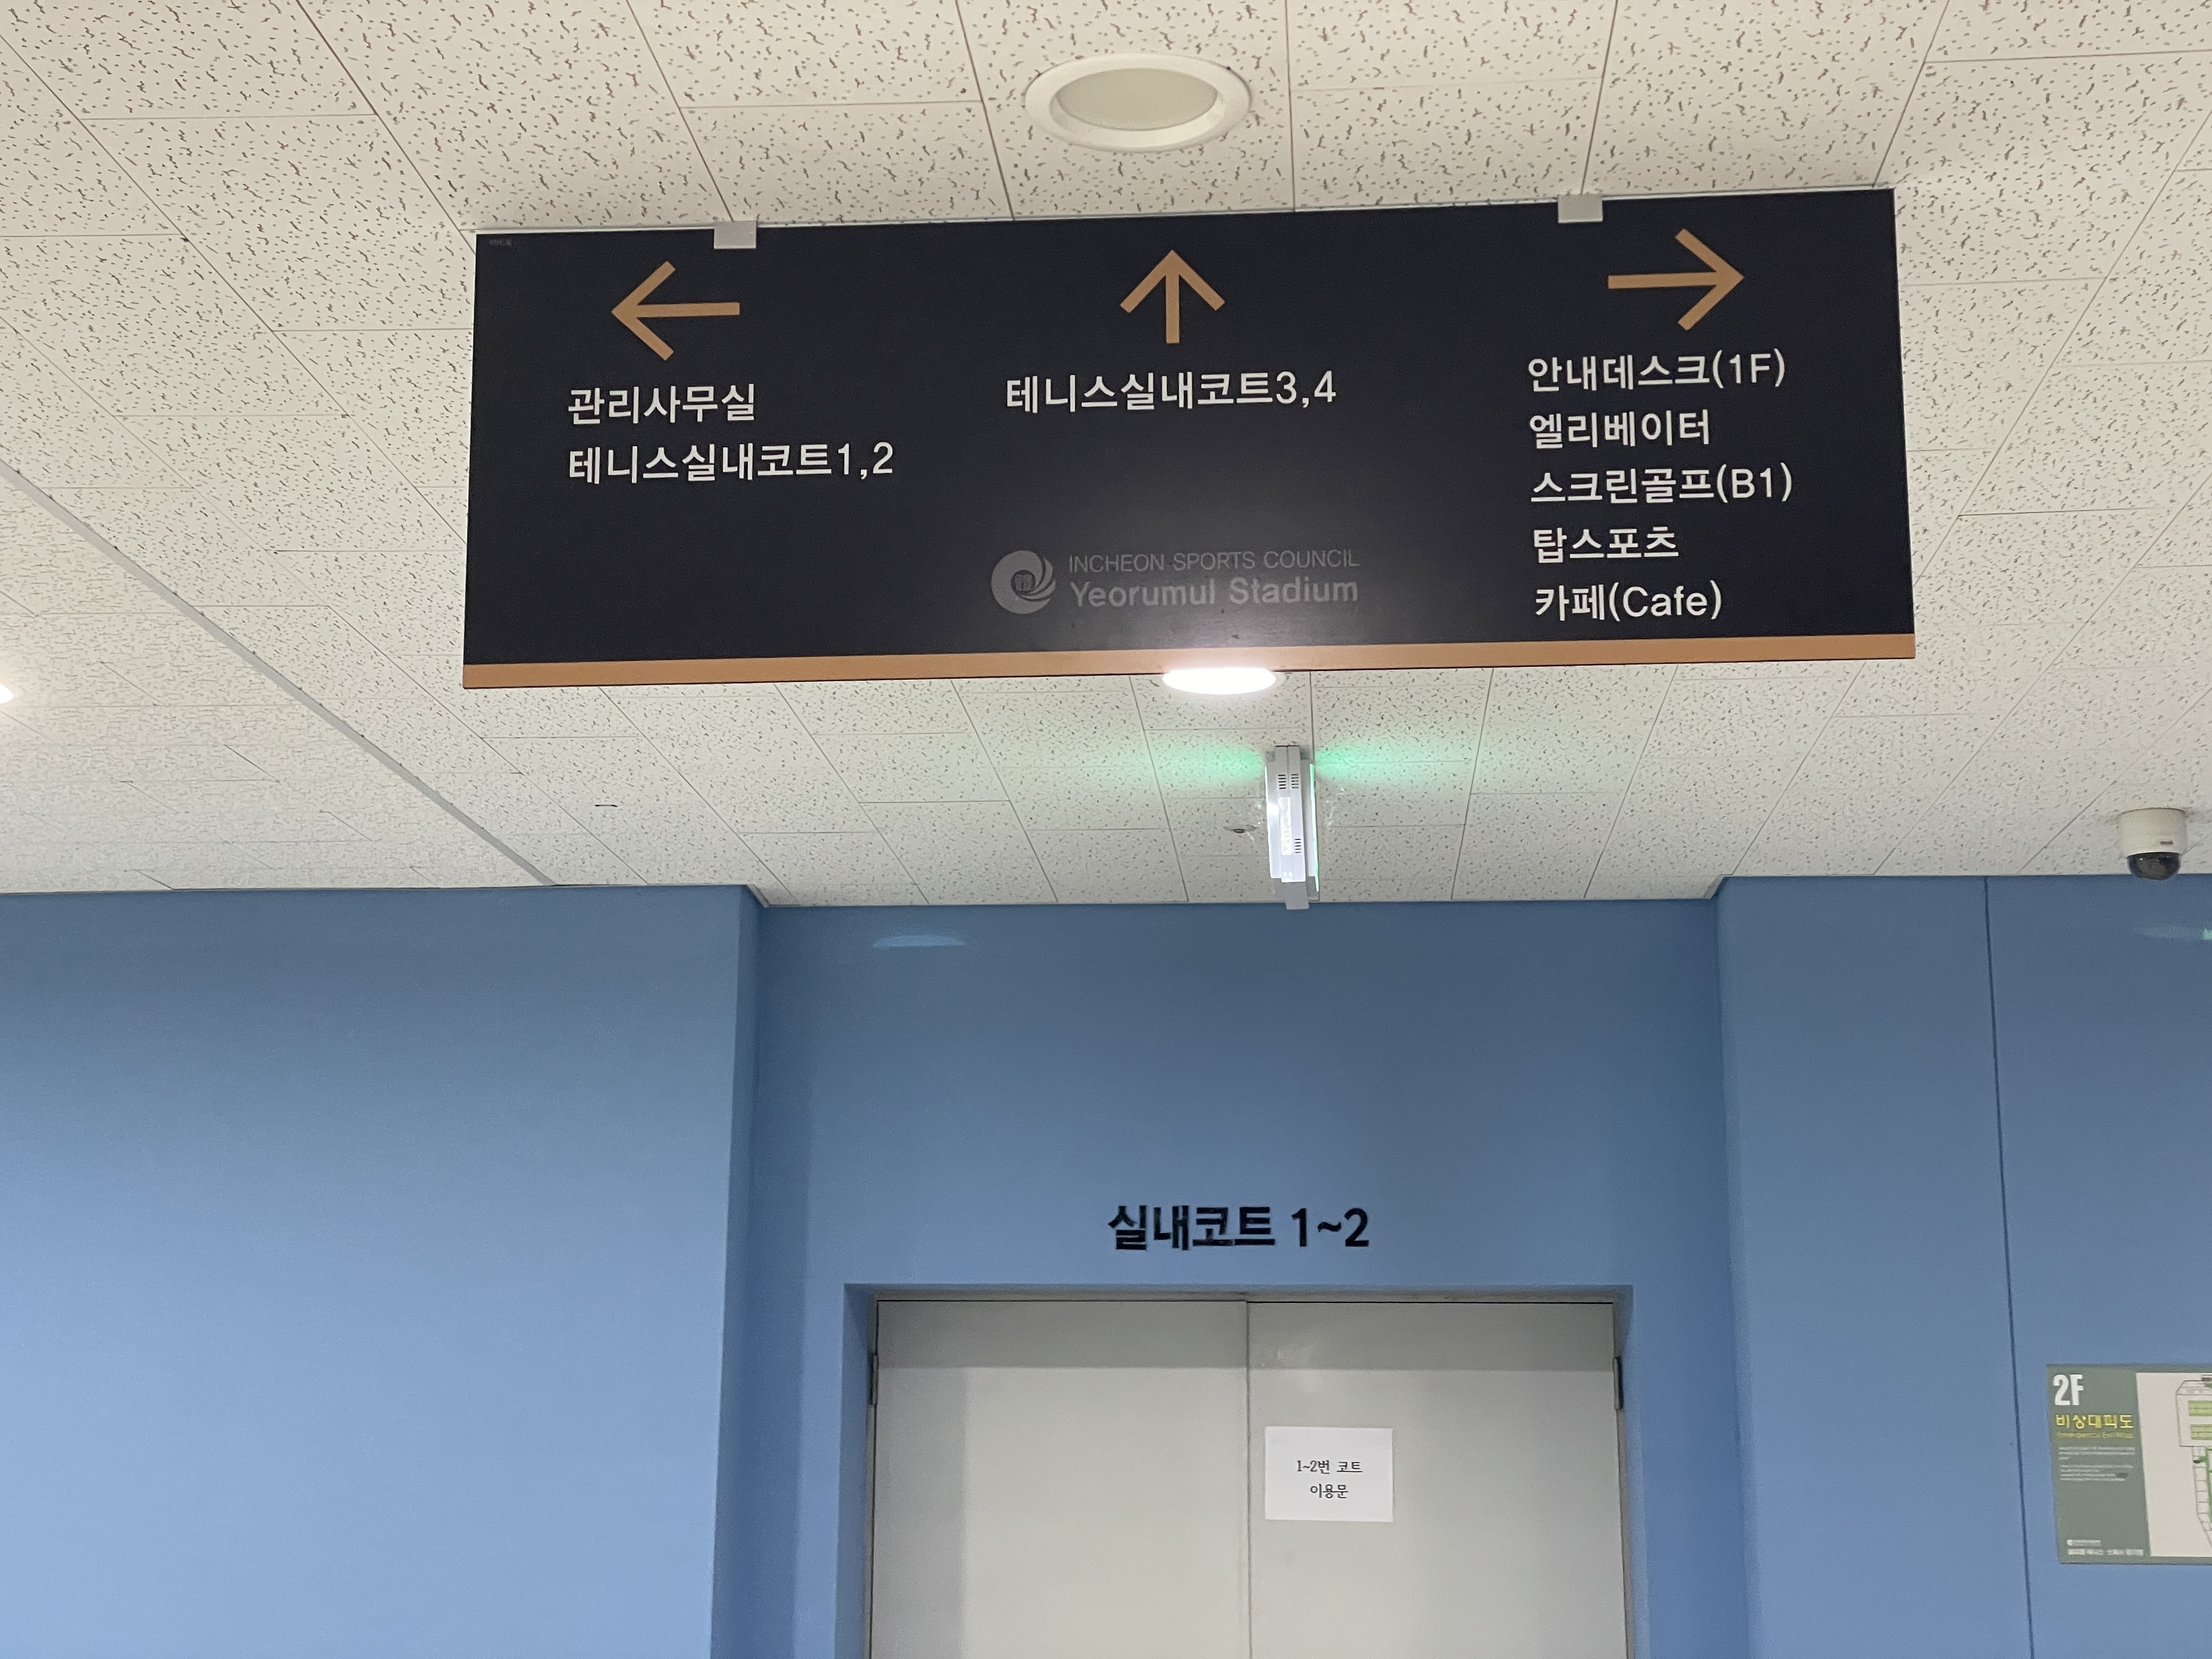 관리사무실
테니스실내코트1,2
테니스실내코트3,4
안내데스크(1F)
엘리베이터
스크린골프(B1)
탑스포츠
카페(Cafe)
INCHEON SPORTS COUNCIL
Yeorumul Stadium
실내코트 1~2
1~2번 코트
이용문
2F
비상대피도